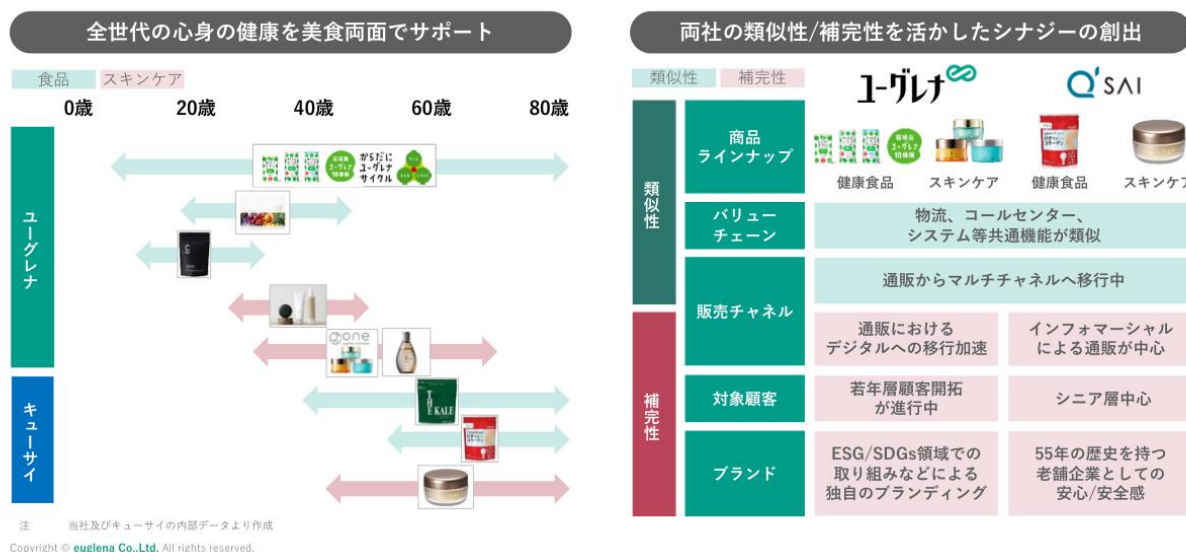 全世代の心身の健康を美食両面でサポート
食品
スキンケア
0歳
20歳
40歳
60歳
80歳
ユーグレナ
からだに
ユーグレナ
サイクル
one
THE
KALE
キューサイ
注 当社及びキューサイの内部データより作成
Copyright © euglena Co.,Ltd. All rights reserved.
両社の類似性/補完性を活かしたシナジーの創出
類似性
補完性
ユーグレナ
Q'SAI
類似性
商品
ラインナップ
健康食品
スキンケア
健康食品
スキンケア
バリュー
チェーン
物流、コールセンター、
システム等共通機能が類似
販売チャネル
通販からマルチチャネルへ移行中
補完性
通販における
デジタルへの移行加速
インフォマーシャル
による通販が中心
対象顧客
若年層顧客開拓
が進行中
シニア層中心
ブランド
ESG/SDGs領域での
取り組みなどによる
独自のブランディング
55年の歴史を持つ
老舗企業としての
安心/安全感